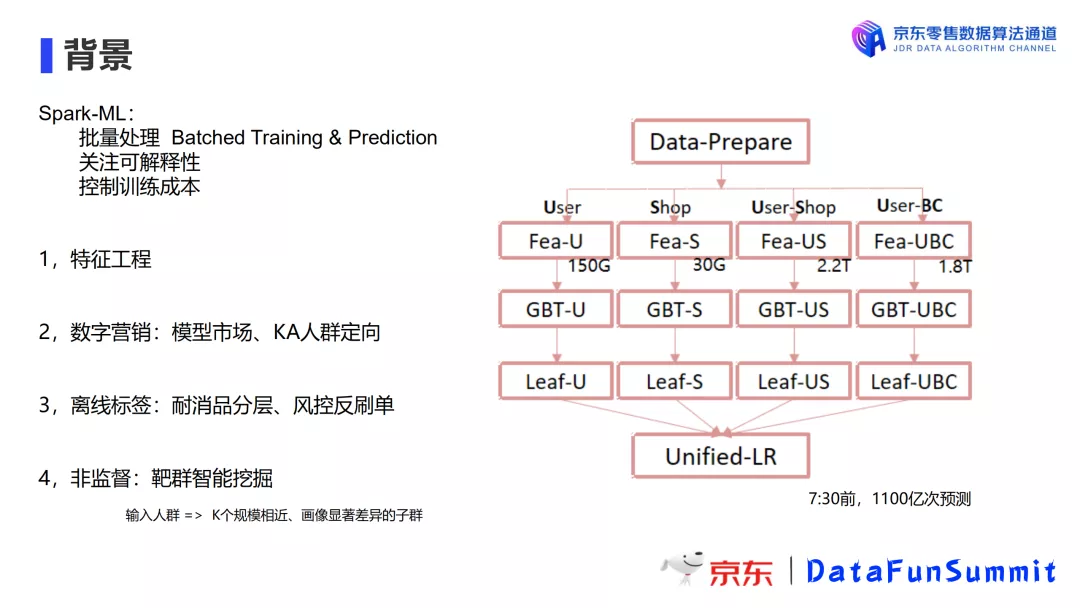 背景
京东零售数据算法通道
JDR DATA ALGORITHM CHANNEL
Spark-ML：
批量处理 Batched Training & Prediction
关注可解释性
控制训练成本
1，特征工程
2，数字营销：模型市场、KA人群定向
3，离线标签：耐消品分层、风控反刷单
4，非监督：靶群智能挖掘
输入人群 => K个规模相近、画像显著差异的子群
Data-Prepare
User Shop User-Shop User-BC
Fea-U Fea-S Fea-US Fea-UBC
150G 30G 2.2T 1.8T
GBT-U GBT-S GBT-US GBT-UBC
Leaf-U Leaf-S Leaf-US Leaf-UBC
Unified-LR
7:30前，1100亿次预测
京东 DataFunSummit